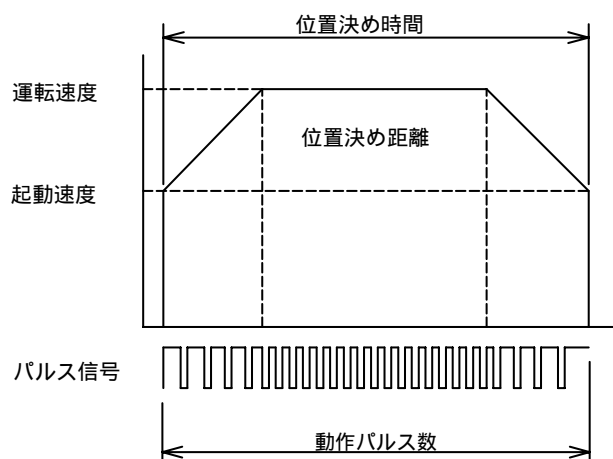 位置決め時間
運転速度
位置決め距離
起動速度
パルス信号
動作パルス数